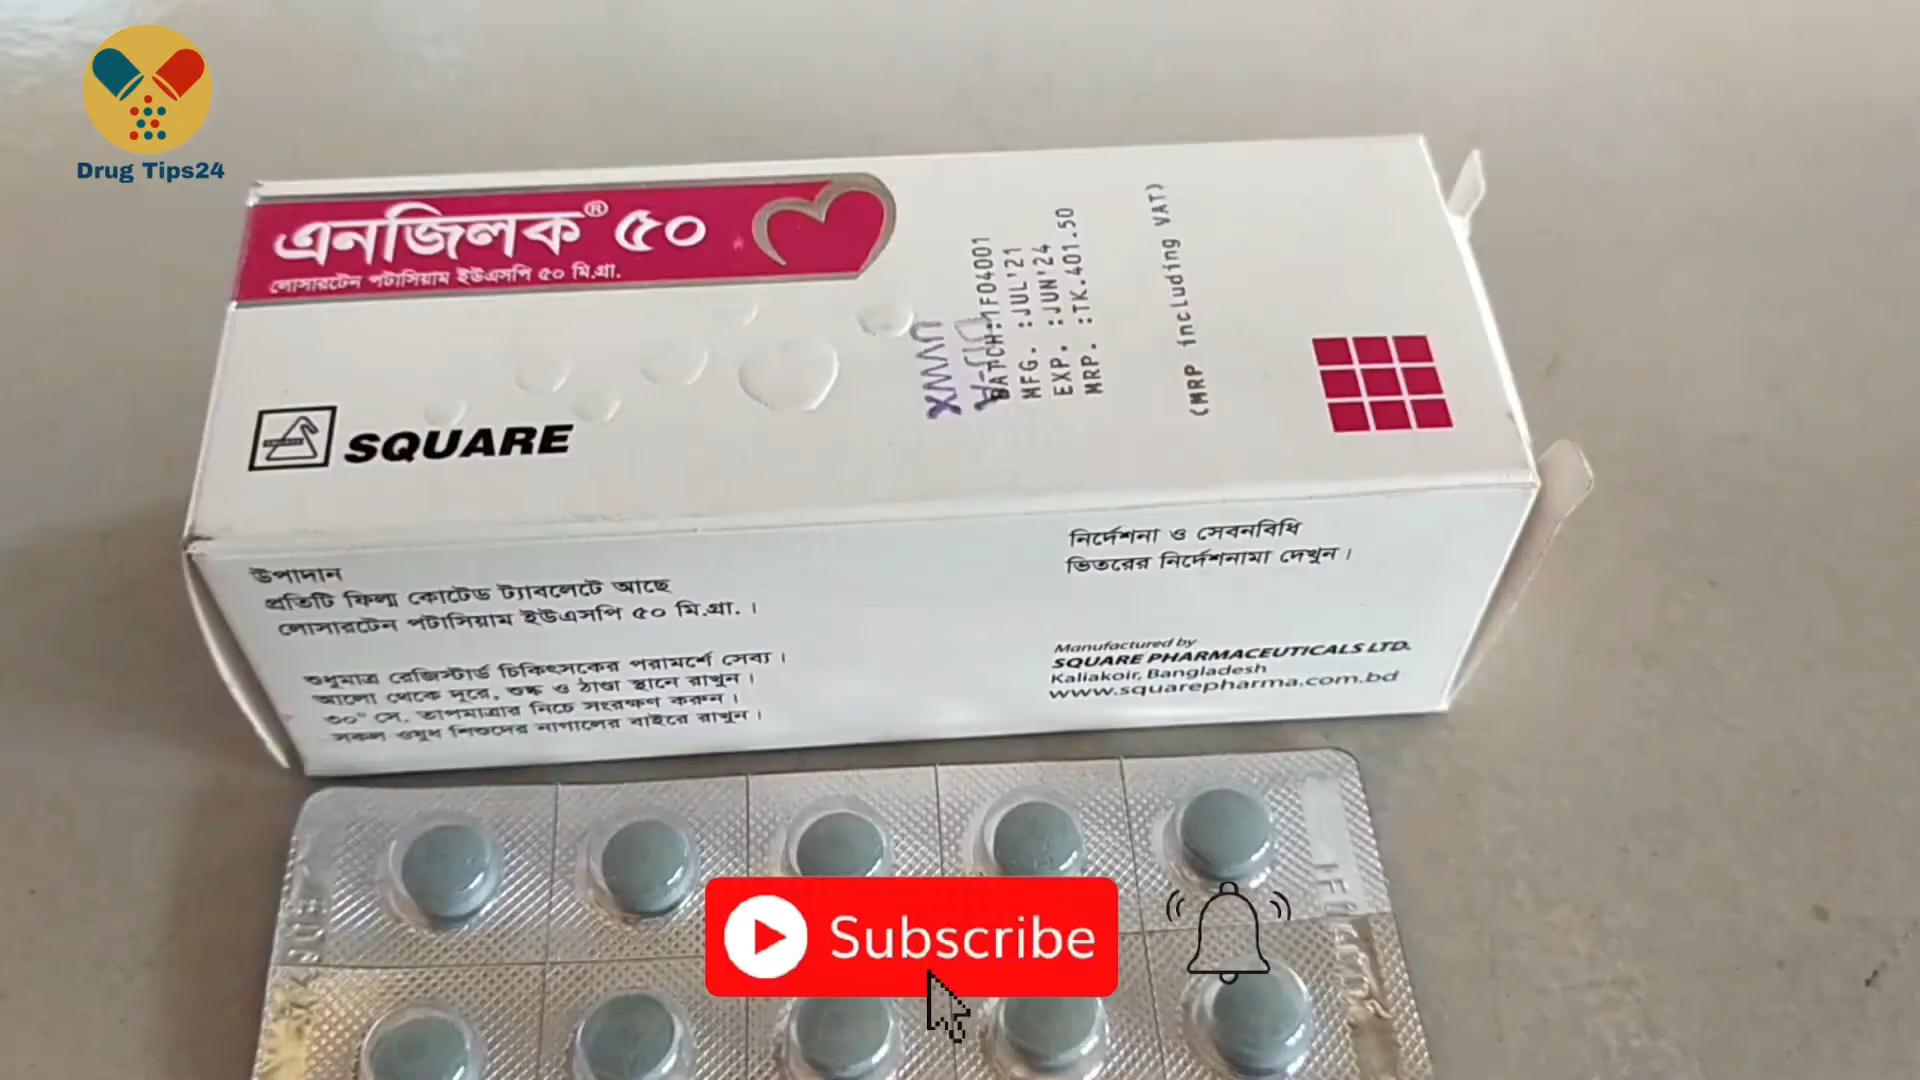 Drug Tips24
এনজিলক® ৫০
লোসারটেন পটাসিয়াম ইউএসপি ৫০ মি.গ্রা.
SQUARE
BATCH:1F04001
MFG. :JUL'21
EXP. :JUN'24
MRP. :TK.401.50
(MRP including VAT)
উপাদান
প্রতিটি ফিল্ম কোটেড ট্যাবলেটে আছে
লোসারটেন পটাসিয়াম ইউএসপি ৫০ মি.গ্রা. ।
শুধুমাত্র রেজিস্টার্ড চিকিৎসকের পরামর্শে সেব্য ।
আলো থেকে দূরে, শুষ্ক ও ঠাণ্ডা স্থানে রাখুন ।
৩০° সে. তাপমাত্রার নিচে সংরক্ষণ করুন ।
সকল ওষুধ শিশুদের নাগালের বাইরে রাখুন ।
নির্দেশনা ও সেবনবিধি
ভিতরের নির্দেশনামা দেখুন ।
Manufactured by
SQUARE PHARMACEUTICALS LTD.
Kaliakoir, Bangladesh
www.squarepharma.com.bd
Subscribe